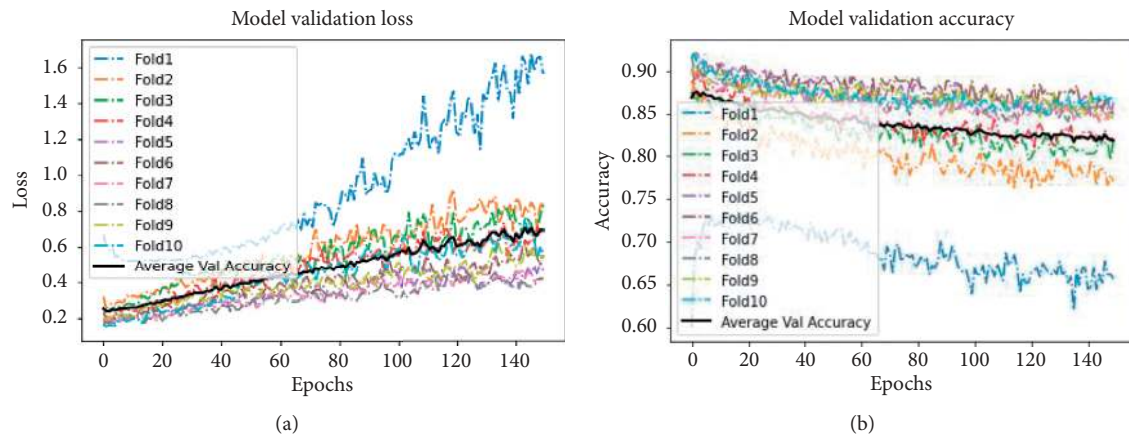 Model validation loss
Fold1
Fold2
Fold3
Fold4
Fold5
Fold6
Fold7
Fold8
Fold9
Fold10
Average Val Accuracy
1.6
1.4
1.2
1.0
0.8
0.6
0.4
0.2
Loss
0 20 40 60 80 100 120 140
Epochs
(a)
Model validation accuracy
0.90
0.85
0.80
0.75
0.70
0.65
0.60
Accuracy
Fold1
Fold2
Fold3
Fold4
Fold5
Fold6
Fold7
Fold8
Fold9
Fold10
Average Val Accuracy
0 20 40 60 80 100 120 140
Epochs
(b)